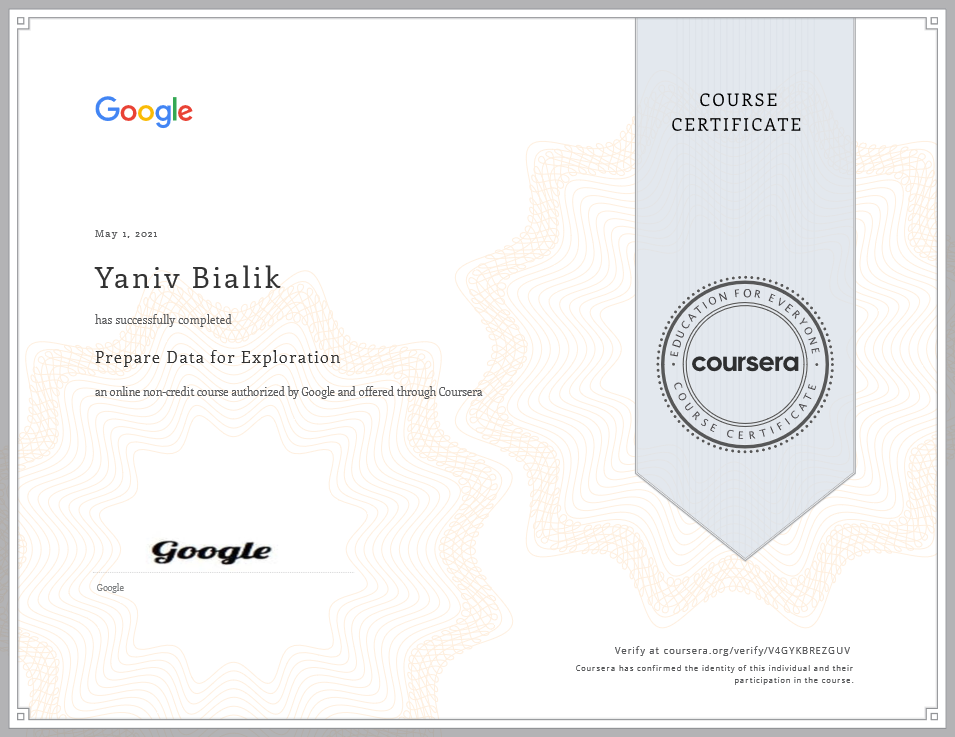 Google
COURSE
CERTIFICATE
May 1, 2021
Yaniv Bialik
has successfully completed
Prepare Data for Exploration
an online non-credit course authorized by Google and offered through Coursera
EDUCATION FOR EVERYONE
coursera
COURSE CERTIFICATE
Google
Google
Verify at coursera.org/verify/V4GYKBREZGUV
Coursera has confirmed the identity of this individual and their
participation in the course.